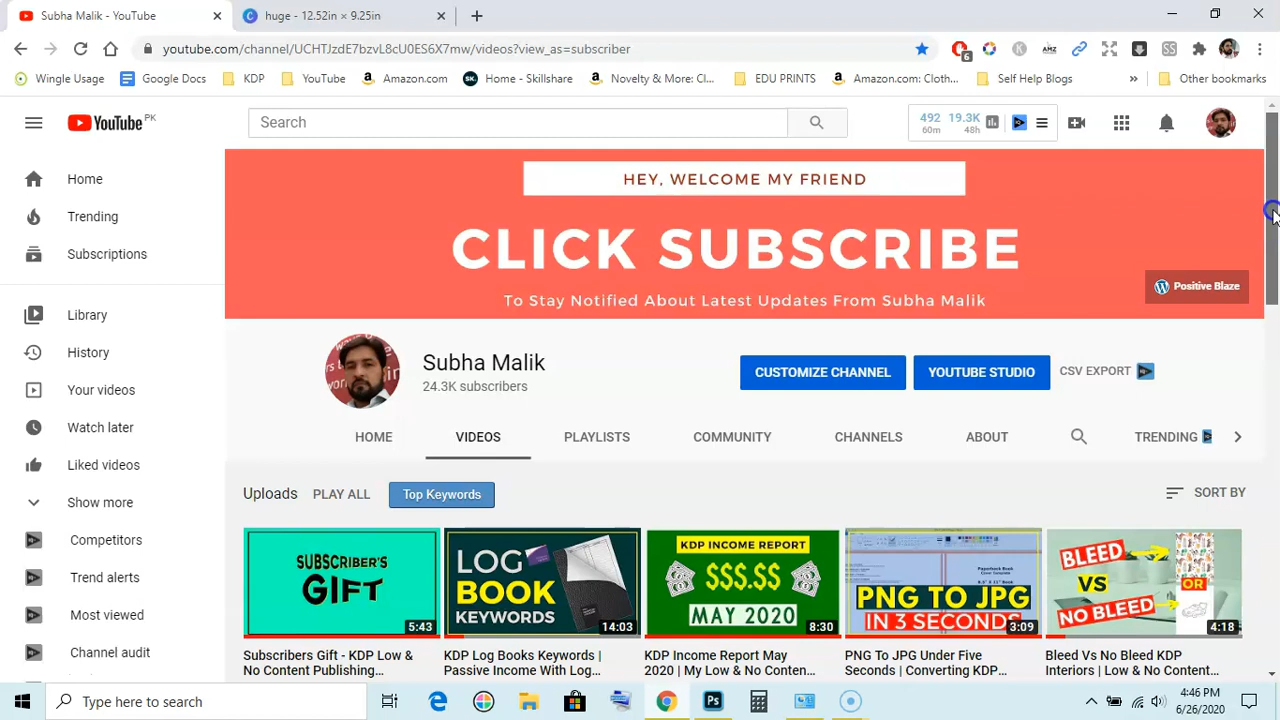 Subha Malik - YouTube
huge - 12.52in × 9.25in
youtube.com/channel/UCHTJzdE7bzvL8cU0ES6X7mw/videos?view_as=subscriber
6
AMZ
SS
Wingle Usage
Google Docs
KDP
YouTube
Amazon.com
Home - Skillshare
Novelty & More: Cl...
EDU PRINTS
Amazon.com: Cloth...
Self Help Blogs
Other bookmarks
YouTube PK
Search
492 60m
19.3K 48h
Home
Trending
Subscriptions
Library
History
Your videos
Watch later
Liked videos
Show more
Competitors
Trend alerts
Most viewed
Channel audit
HEY, WELCOME MY FRIEND
CLICK SUBSCRIBE
To Stay Notified About Latest Updates From Subha Malik
Positive Blaze
Subha Malik
24.3K subscribers
CUSTOMIZE CHANNEL
YOUTUBE STUDIO
CSV EXPORT
HOME
VIDEOS
PLAYLISTS
COMMUNITY
CHANNELS
ABOUT
TRENDING
Uploads
PLAY ALL
Top Keywords
SORT BY
SUBSCRIBER'S
GIFT
5:43
LOG
BOOK
KEYWORDS
14:03
KDP INCOME REPORT
$$$.$$
MAY 2020
8:30
Paperback Book
Cover Template
PNG TO JPG
IN 3 SECONDS
3:09
BLEED
VS
NO BLEED
OR
4:18
Subscribers Gift - KDP Low &
No Content Publishing...
KDP Log Books Keywords |
Passive Income With Log...
KDP Income Report May
2020 | My Low & No Conten...
PNG To JPG Under Five
Seconds | Converting KDP...
Bleed Vs No Bleed KDP
Interiors | Low & No Content...
Type here to search
Ps
4:46 PM
6/26/2020